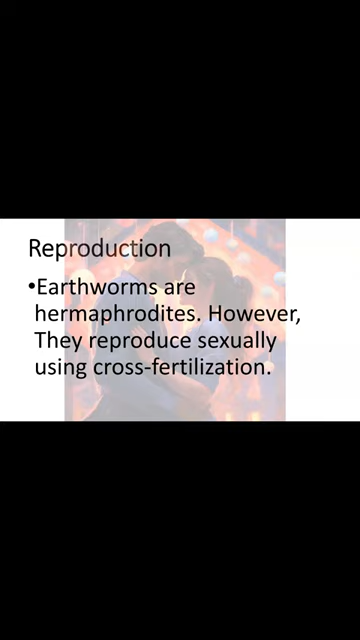 Reproduction
•Earthworms are
hermaphrodites. However,
They reproduce sexually
using cross-fertilization.